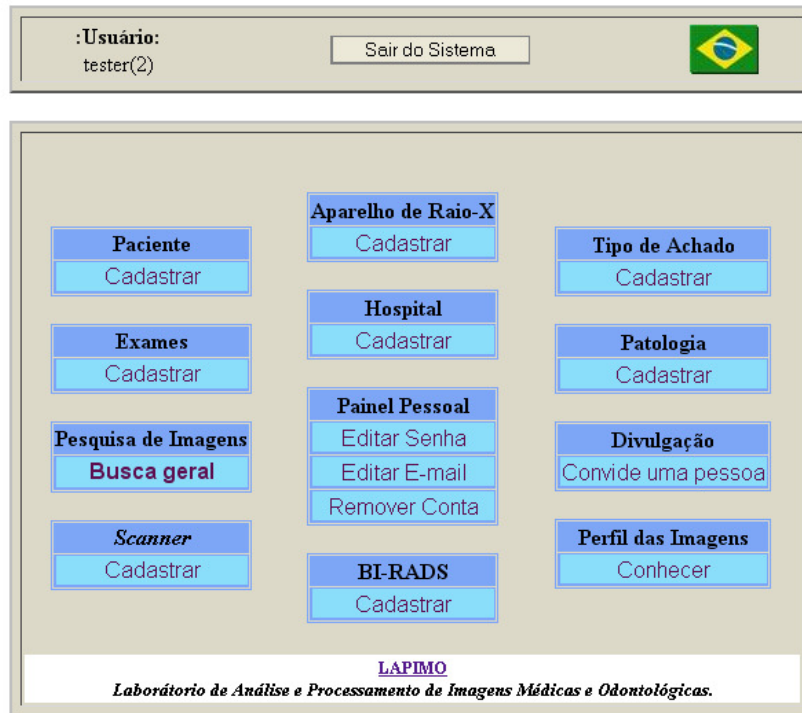 :Usuário:
tester(2)
Sair do Sistema
Paciente
Cadastrar
Exames
Cadastrar
Pesquisa de Imagens
Busca geral
Scanner
Cadastrar
Aparelho de Raio-X
Cadastrar
Hospital
Cadastrar
Painel Pessoal
Editar Senha
Editar E-mail
Remover Conta
BI-RADS
Cadastrar
Tipo de Achado
Cadastrar
Patologia
Cadastrar
Divulgação
Convide uma pessoa
Perfil das Imagens
Conhecer
LAPIMO
Laborátorio de Análise e Processamento de Imagens Médicas e Odontológicas.